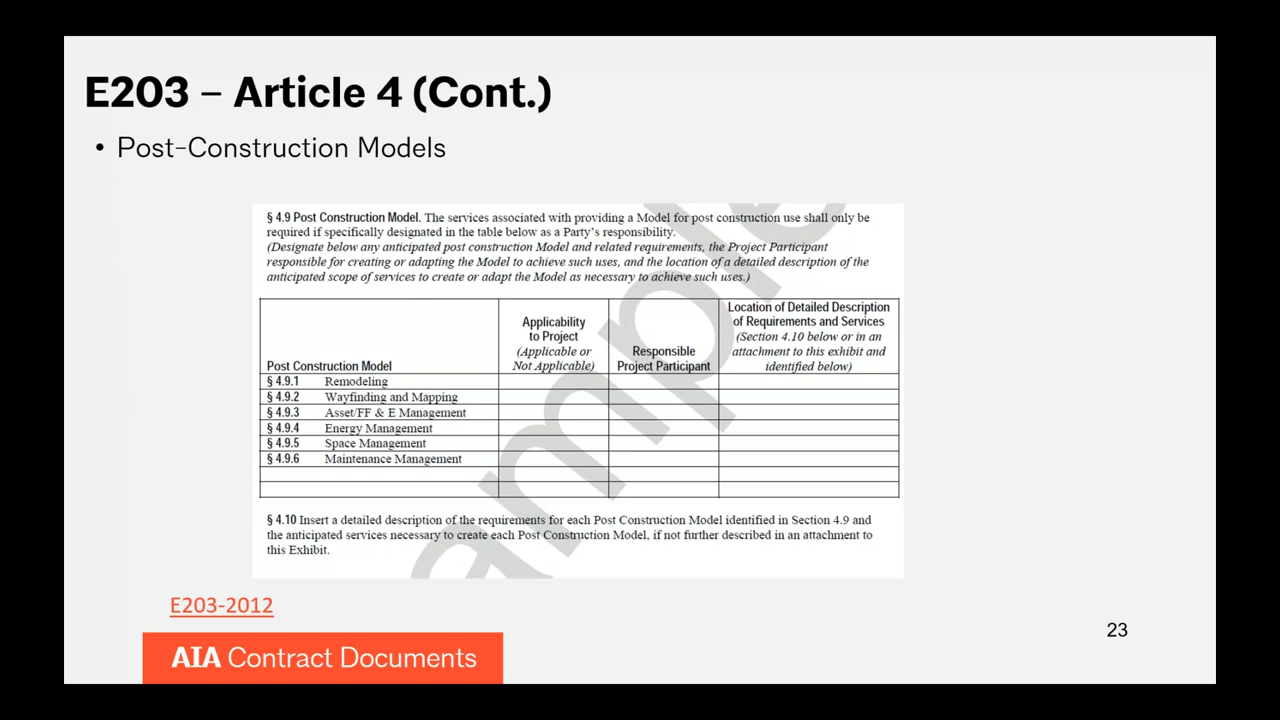 E203 – Article 4 (Cont.)
• Post-Construction Models
§ 4.9 Post Construction Model. The services associated with providing a Model for post construction use shall only be
required if specifically designated in the table below as a Party's responsibility.
(Designate below any anticipated post construction Model and related requirements, the Project Participant
responsible for creating or adapting the Model to achieve such uses, and the location of a detailed description of the
anticipated scope of services to create or adapt the Model as necessary to achieve such uses.)
Post Construction Model
Applicability
to Project
(Applicable or
Not Applicable)
Responsible
Project Participant
Location of Detailed Description
of Requirements and Services
(Section 4.10 below or in an
attachment to this exhibit and
identified below)
§ 4.9.1 Remodeling
§ 4.9.2 Wayfinding and Mapping
§ 4.9.3 Asset/FF & E Management
§ 4.9.4 Energy Management
§ 4.9.5 Space Management
§ 4.9.6 Maintenance Management
§ 4.10 Insert a detailed description of the requirements for each Post Construction Model identified in Section 4.9 and
the anticipated services necessary to create each Post Construction Model, if not further described in an attachment to
this Exhibit.
E203-2012
23
AIA Contract Documents